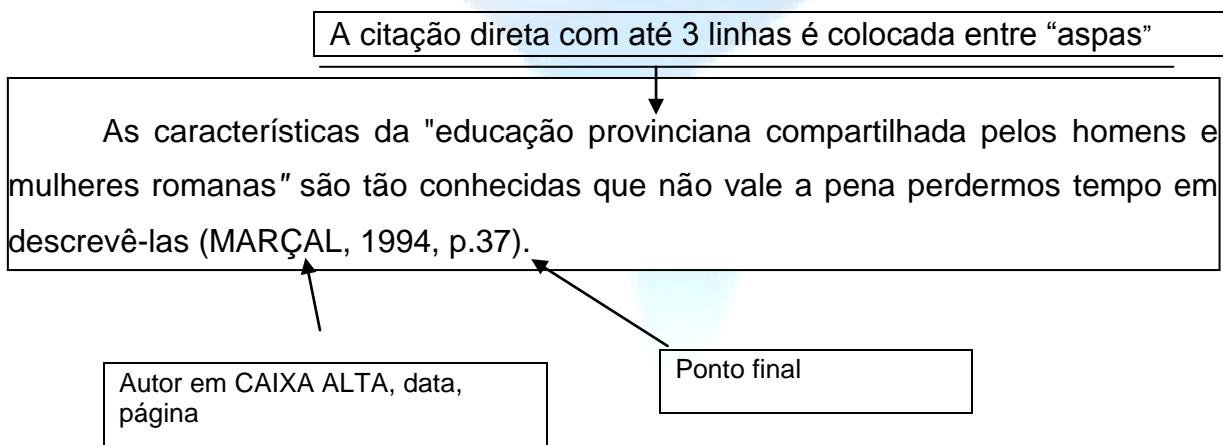 A citação direta com até 3 linhas é colocada entre “aspas”
As características da "educação provinciana compartilhada pelos homens e
mulheres romanas" são tão conhecidas que não vale a pena perdermos tempo em
descrevê-las (MARÇAL, 1994, p.37).
Autor em CAIXA ALTA, data,
página
Ponto final